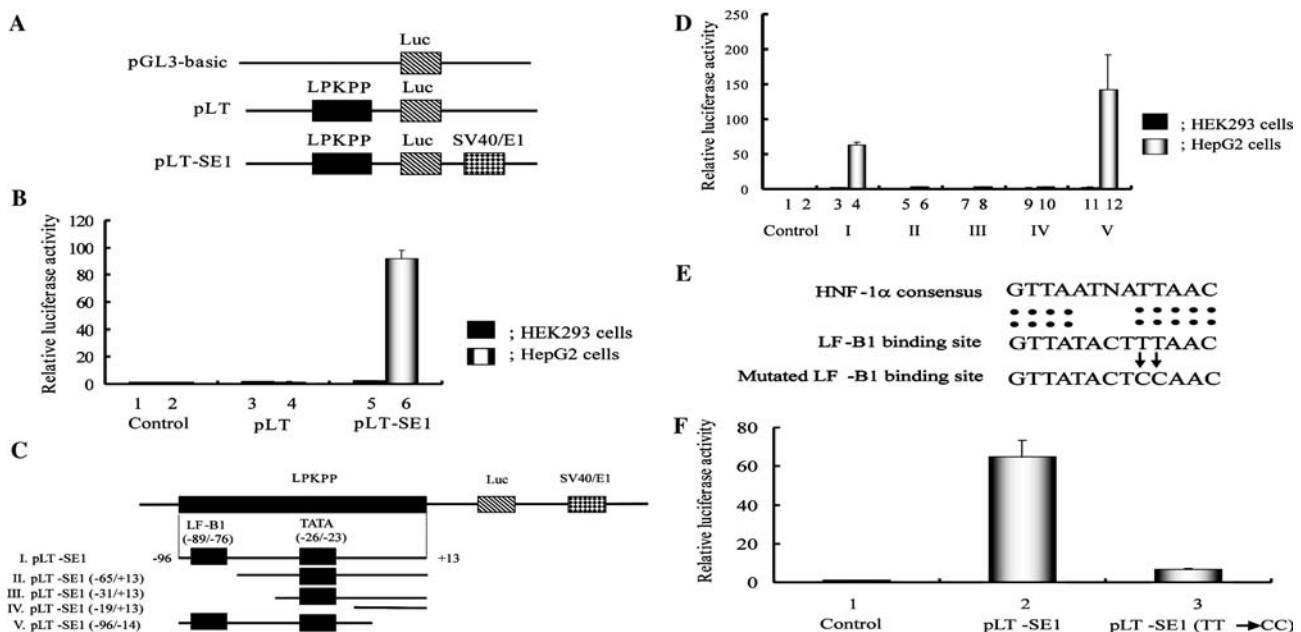 A
Luc
pGL3-basic
LPKPP Luc
pLT
LPKPP Luc SV40/E1
pLT-SE1
B
Relative luciferase activity
120
100
80
60
40
20
0
1 2 3 4 5 6
Control pLT pLT-SE1
; HEK293 cells
; HepG2 cells
C
LPKPP Luc SV40/E1
LF-B1 TATA
(-89/-76) (-26/-23)
I. pLT -SE1 -96 +13
II. pLT -SE1 (-65/+13)
III. pLT -SE1 (-31/+13)
IV. pLT -SE1 (-19/+13)
V. pLT -SE1 (-96/-14)
D
Relative luciferase activity
250
200
150
100
50
0
1 2 3 4 5 6 7 8 9 10 11 12
Control I II III IV V
; HEK293 cells
; HepG2 cells
E
HNF-1α consensus GTTAATNATTAAC
LF-B1 binding site GTTATACTTTAAC
Mutated LF -B1 binding site GTTATACTCCAAC
F
Relative luciferase activity
80
60
40
20
0
1 2 3
Control pLT -SE1 pLT -SE1 (TT → CC)